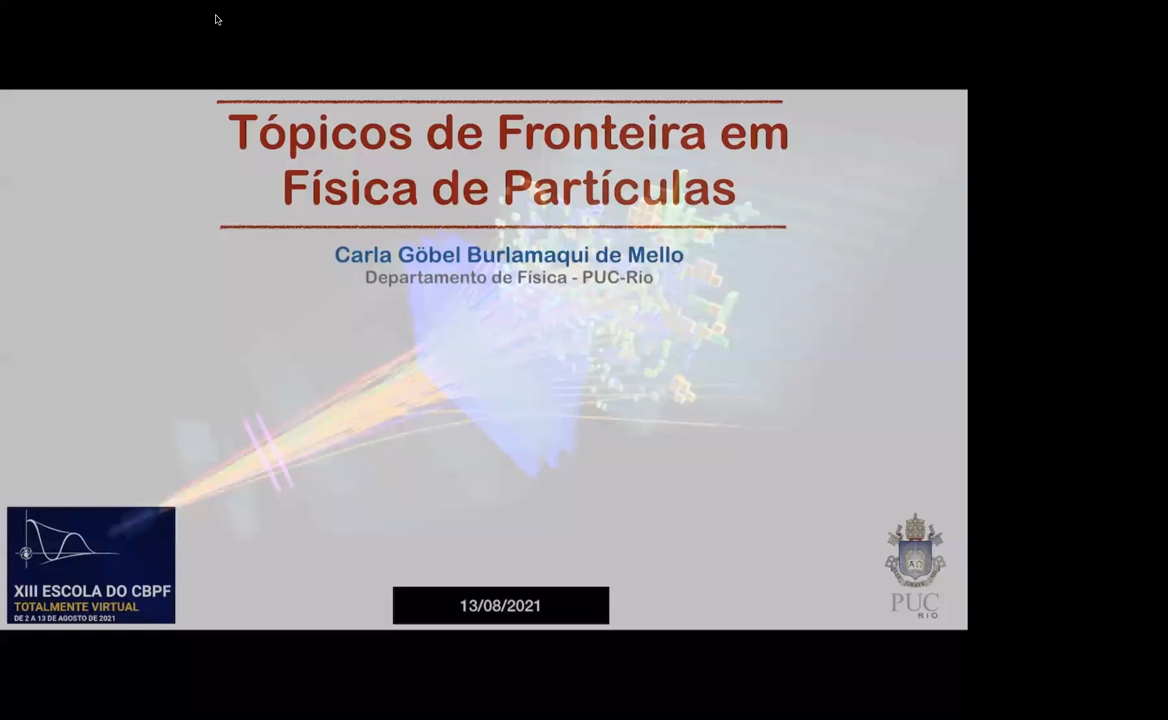 Tópicos de Fronteira em
Física de Partículas
Carla Göbel Burlamaqui de Mello
Departamento de Física - PUC-Rio
XIII ESCOLA DO CBPF
TOTALMENTE VIRTUAL
DE 2 A 13 DE AGOSTO DE 2021
13/08/2021
PUC
RIO